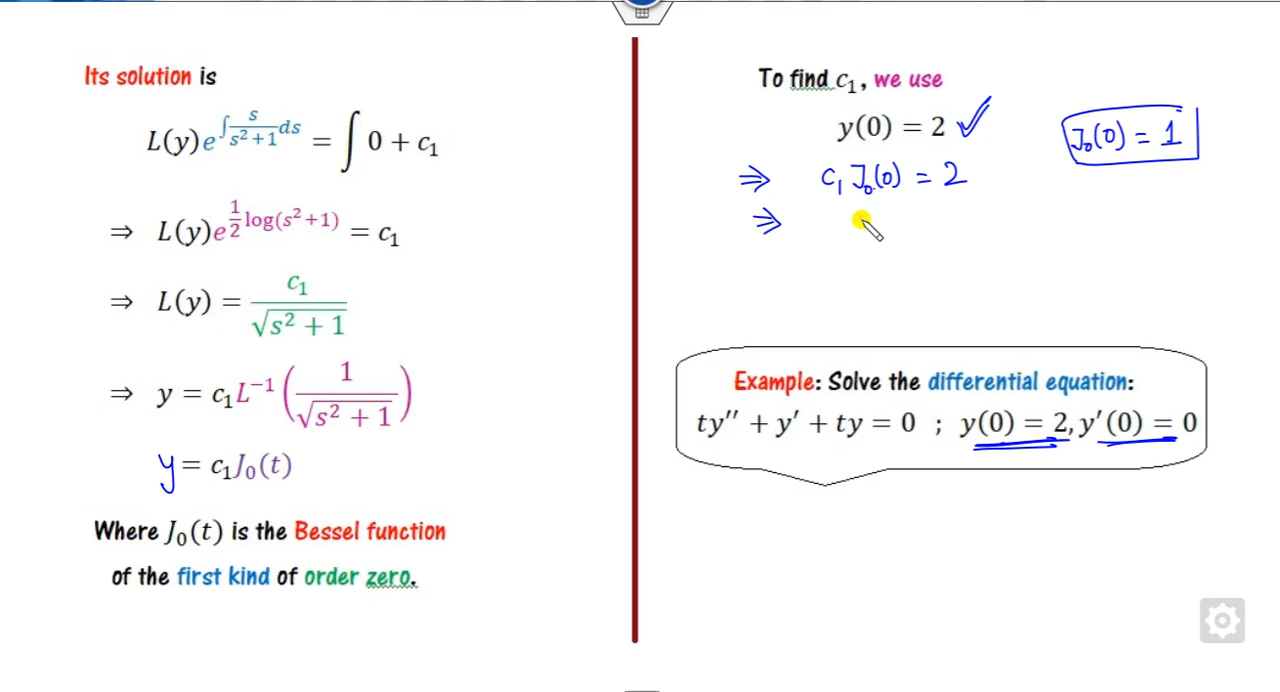 Its solution is
L(y)e^{∫ s/(s²+1) ds} = ∫ 0 + c₁
⇒ L(y)e^{1/2 log(s²+1)} = c₁
⇒ L(y) = c₁/√(s² + 1)
⇒ y = c₁L⁻¹(1/√(s² + 1))
y = c₁J₀(t)
Where J₀(t) is the Bessel function
of the first kind of order zero.
To find c₁, we use
y(0) = 2 ✓
J₀(0) = 1
⇒ c₁ J₀(0) = 2
⇒
Example: Solve the differential equation:
ty′′ + y′ + ty = 0 ; y(0) = 2, y′(0) = 0